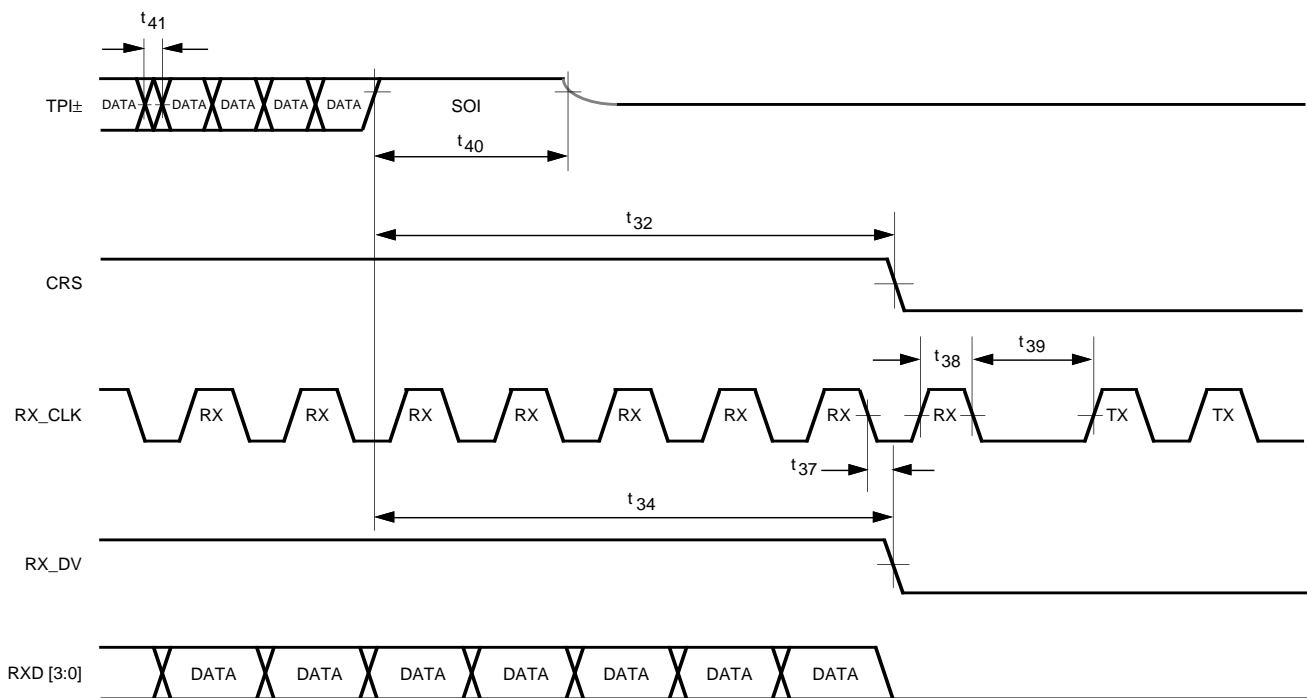 t41
TPI± DATA DATA DATA DATA DATA SOI
t40
t32
CRS
t38 t39
RX_CLK RX RX RX RX RX RX RX RX TX TX
t37
t34
RX_DV
RXD [3:0] DATA DATA DATA DATA DATA DATA DATA